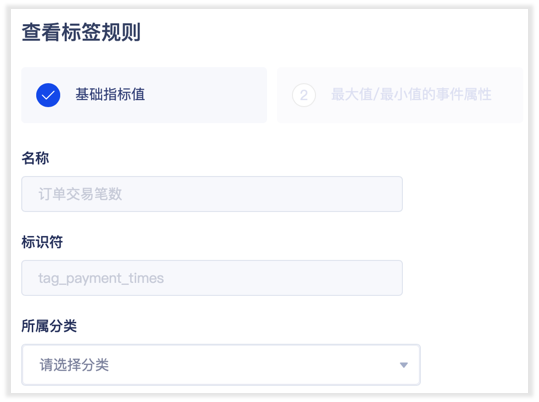 查看标签规则
基础指标值
2 最大值/最小值的事件属性
名称
订单交易笔数
标识符
tag_payment_times
所属分类
请选择分类